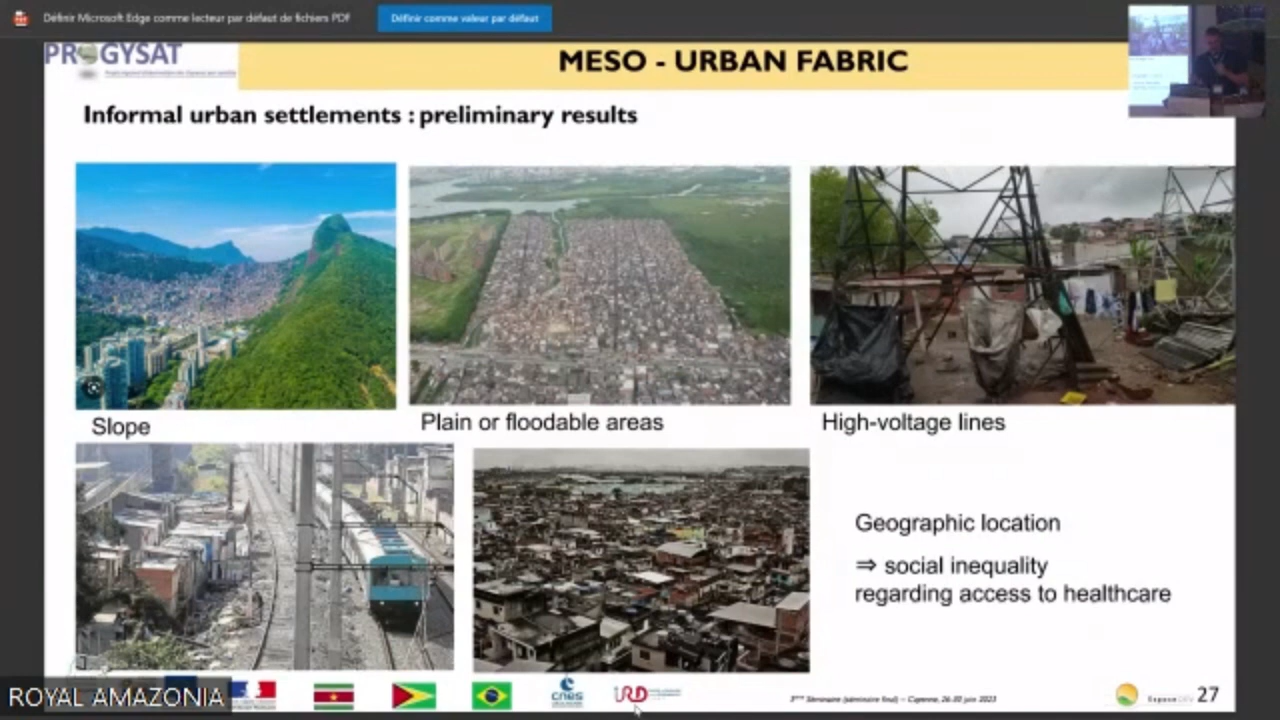 Définir Microsoft Edge comme lecteur par défaut de fichiers PDF
Définir comme valeur par défaut
PROGYSAT
MESO - URBAN FABRIC
Informal urban settlements : preliminary results
Slope
Plain or floodable areas
High-voltage lines
Geographic location
⇒ social inequality
regarding access to healthcare
ROYAL AMAZONIA
cnes
IRD
3ème Séminaire (séminaire final) – Cayenne, 26-30 juin 2023
27